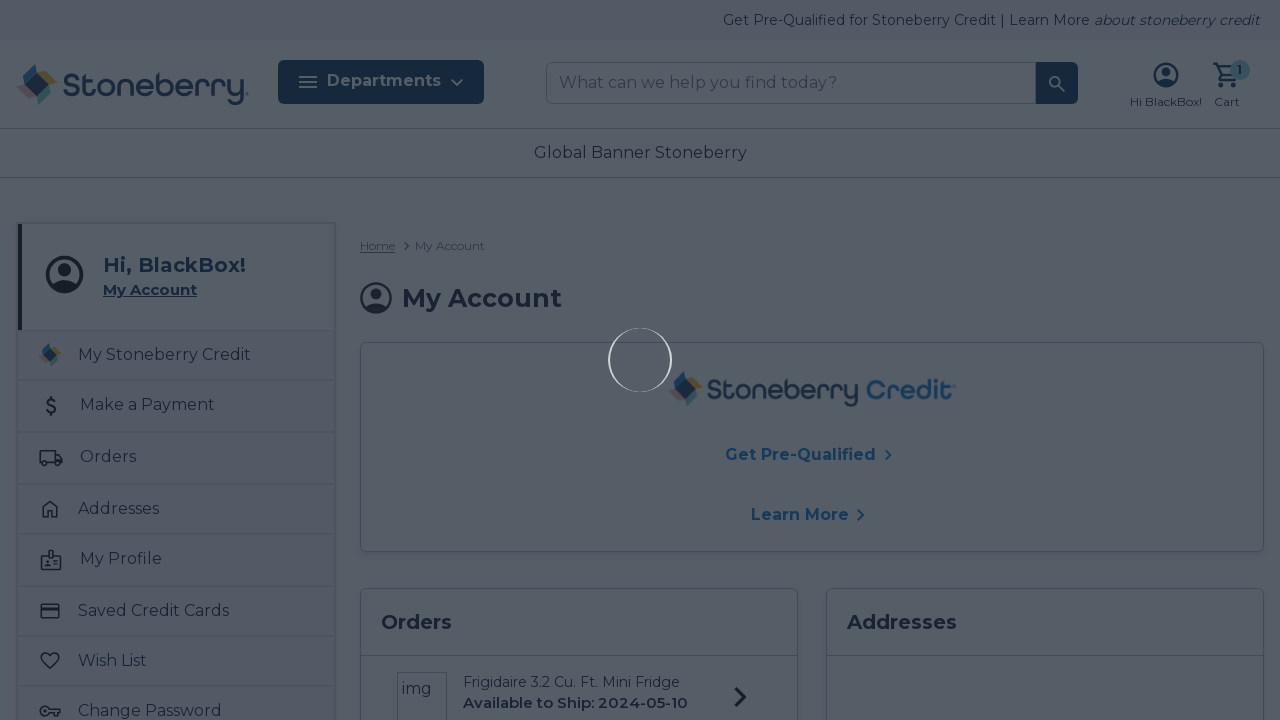 Get Pre-Qualified for Stoneberry Credit | Learn More about stoneberry credit
Stoneberry
Departments
What can we help you find today?
Hi BlackBox!
1
Cart
Global Banner Stoneberry
Hi, BlackBox!
My Account
My Stoneberry Credit
Make a Payment
Orders
Addresses
My Profile
Saved Credit Cards
Wish List
Change Password
Home > My Account
My Account
Stoneberry Credit
Get Pre-Qualified
Learn More
Orders
img
Frigidaire 3.2 Cu. Ft. Mini Fridge
Available to Ship: 2024-05-10
Addresses